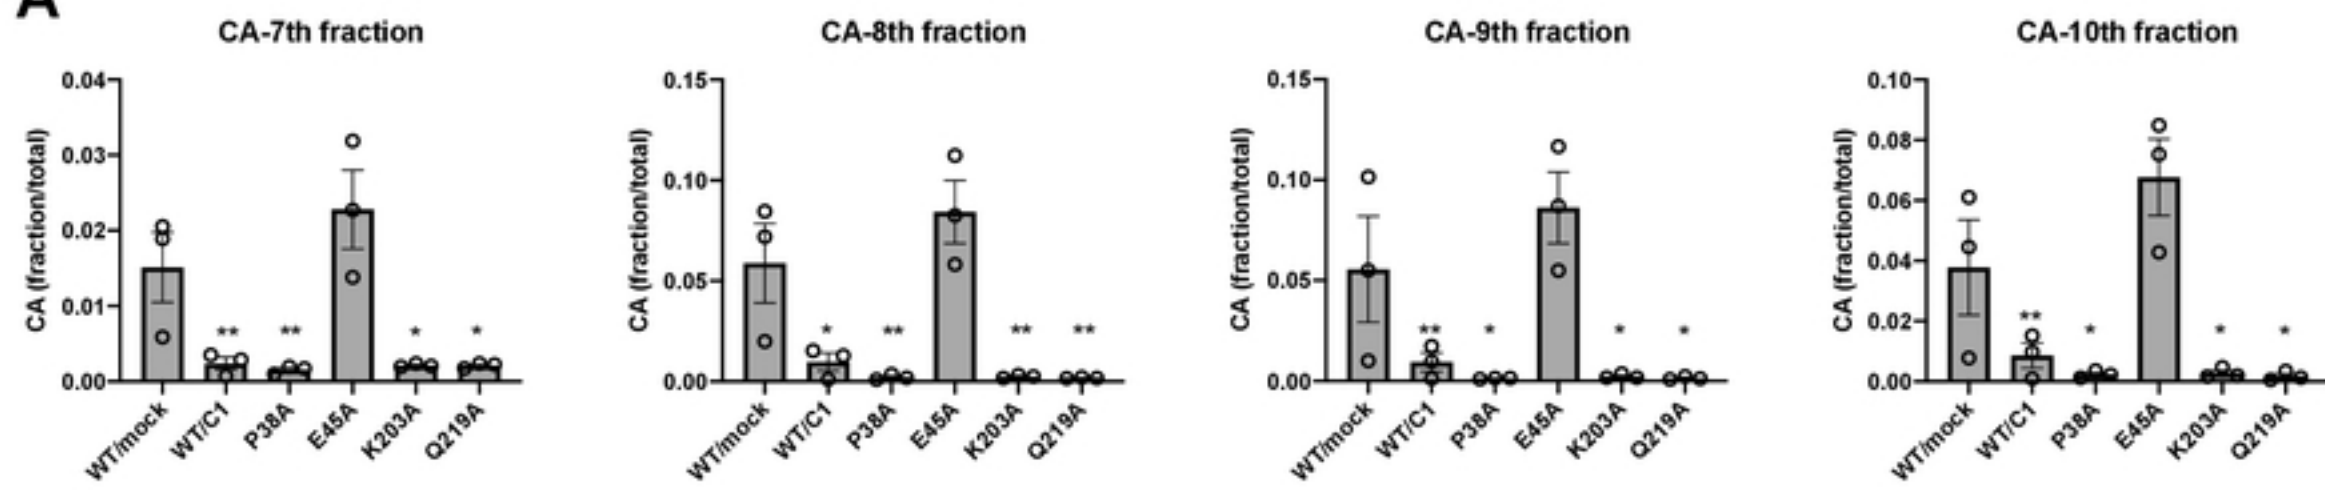 A
CA-7th fraction
CA (fraction/total)
0.04
0.03
0.02
0.01
0.00
** ** * *
WT/mock
WT/C1
P38A
E45A
K203A
Q219A
CA-8th fraction
CA (fraction/total)
0.15
0.10
0.05
0.00
* ** ** **
WT/mock
WT/C1
P38A
E45A
K203A
Q219A
CA-9th fraction
CA (fraction/total)
0.15
0.10
0.05
0.00
** * * *
WT/mock
WT/C1
P38A
E45A
K203A
Q219A
CA-10th fraction
CA (fraction/total)
0.10
0.08
0.06
0.04
0.02
0.00
** * * *
WT/mock
WT/C1
P38A
E45A
K203A
Q219A